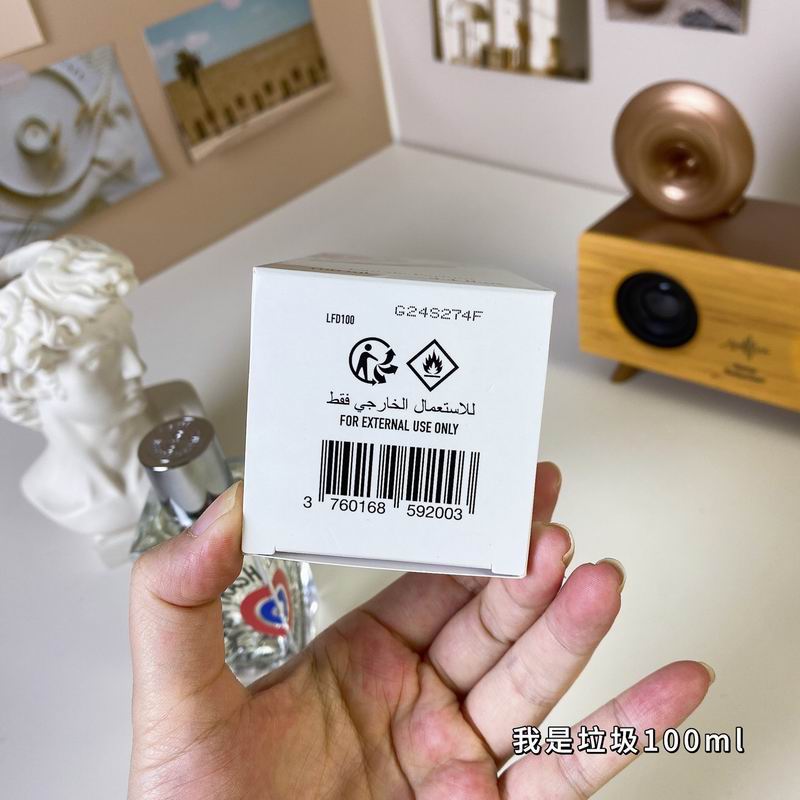 LFD100
G24S274F
للاستعمال الخارجي فقط
FOR EXTERNAL USE ONLY
3 760168 592003
我是垃圾100ml